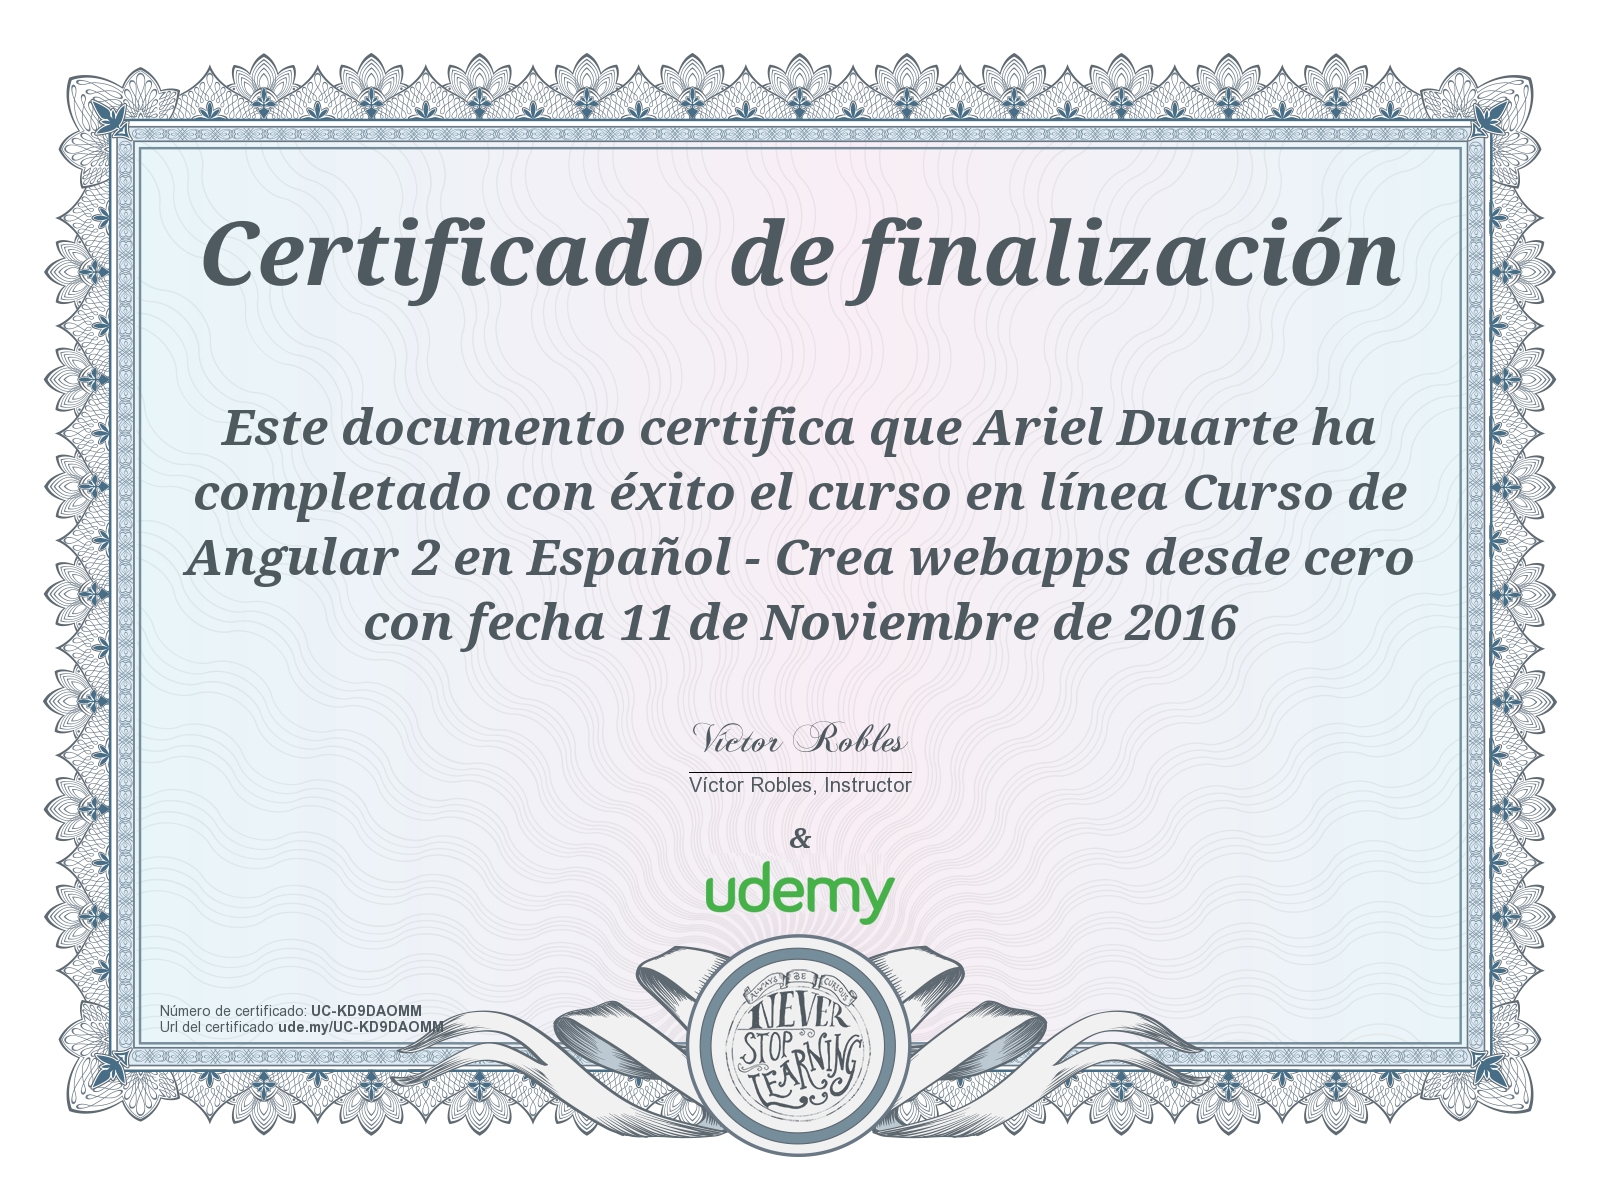 Certificado de finalización
Este documento certifica que Ariel Duarte ha
completado con éxito el curso en línea Curso de
Angular 2 en Español - Crea webapps desde cero
con fecha 11 de Noviembre de 2016
Víctor Robles
Víctor Robles, Instructor
&
udemy
Número de certificado: UC-KD9DAOMM
Url del certificado ude.my/UC-KD9DAOMM
ALWAYS BE CURIOUS
NEVER
STOP
LEARNING